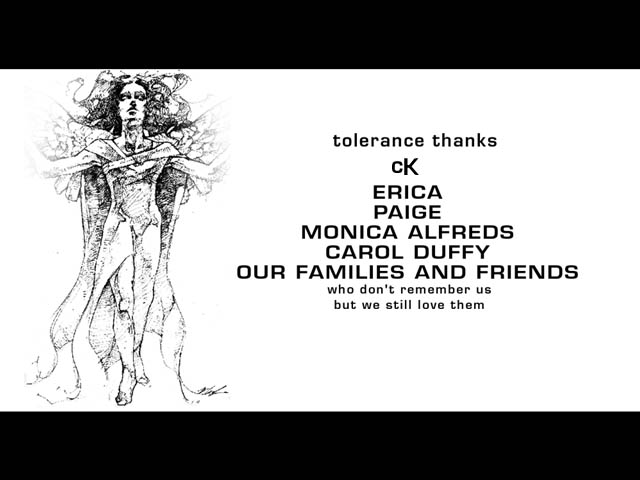 tolerance thanks
cK
ERICA
PAIGE
MONICA ALFREDS
CAROL DUFFY
OUR FAMILIES AND FRIENDS
who don't remember us
but we still love them